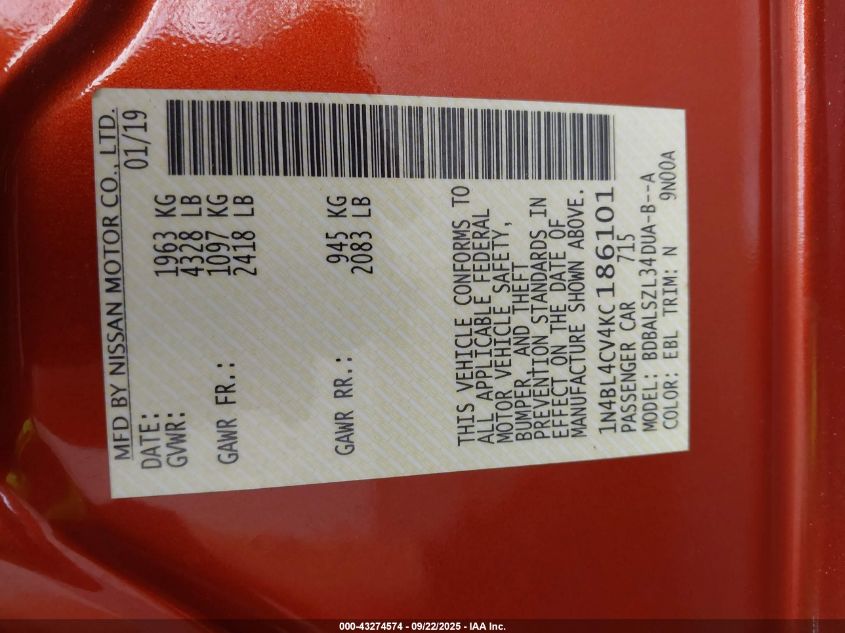 MFD BY NISSAN MOTOR CO., LTD.
DATE: 01/19
GVWR: 1963 KG
4328 LB
GAWR FR.: 1097 KG
2418 LB
GAWR RR.: 945 KG
2083 LB
THIS VEHICLE CONFORMS TO
ALL APPLICABLE FEDERAL
MOTOR VEHICLE SAFETY,
BUMPER, AND THEFT
PREVENTION STANDARDS IN
EFFECT ON THE DATE OF
MANUFACTURE SHOWN ABOVE.
1N4BL4CV4KC186101
PASSENGER CAR 715
MODEL: BDBALSZL34DUA-B--A
COLOR: EBL TRIM: N 9N00A
000-43274574 - 09/22/2025 - IAA Inc.